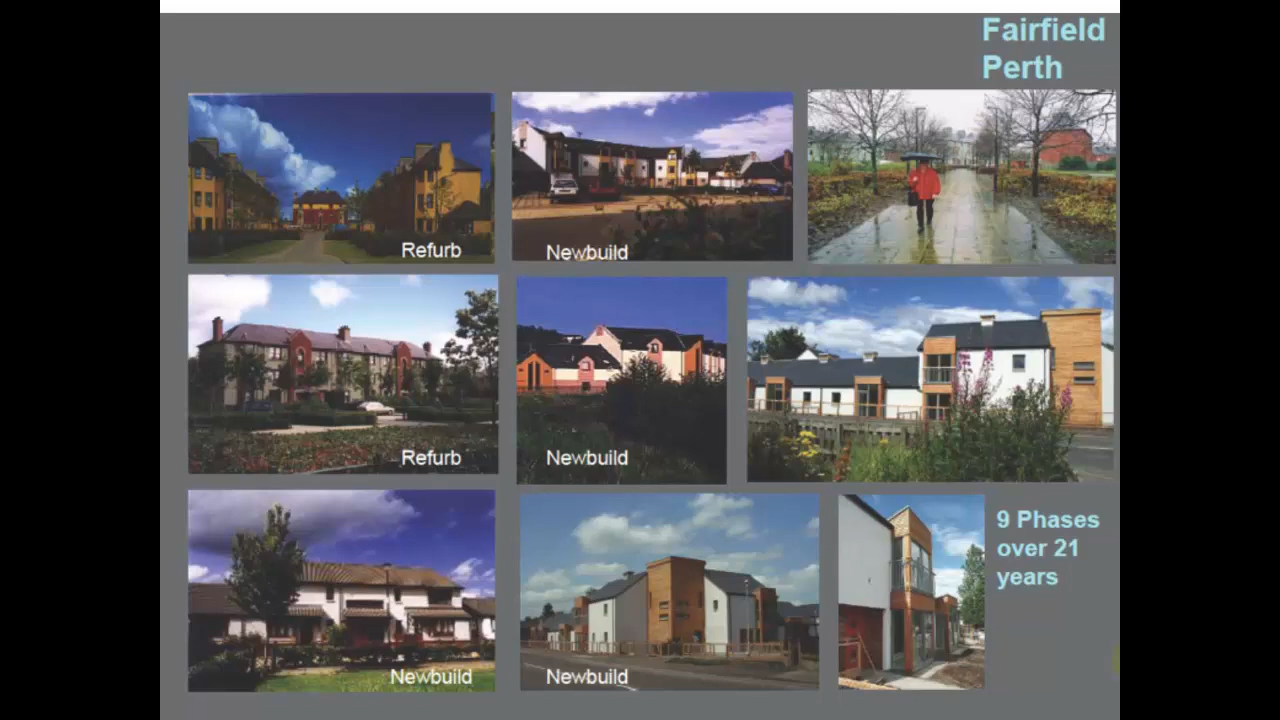 Fairfield
Perth
Refurb
Newbuild
Refurb
Newbuild
9 Phases
over 21
years
Newbuild
Newbuild